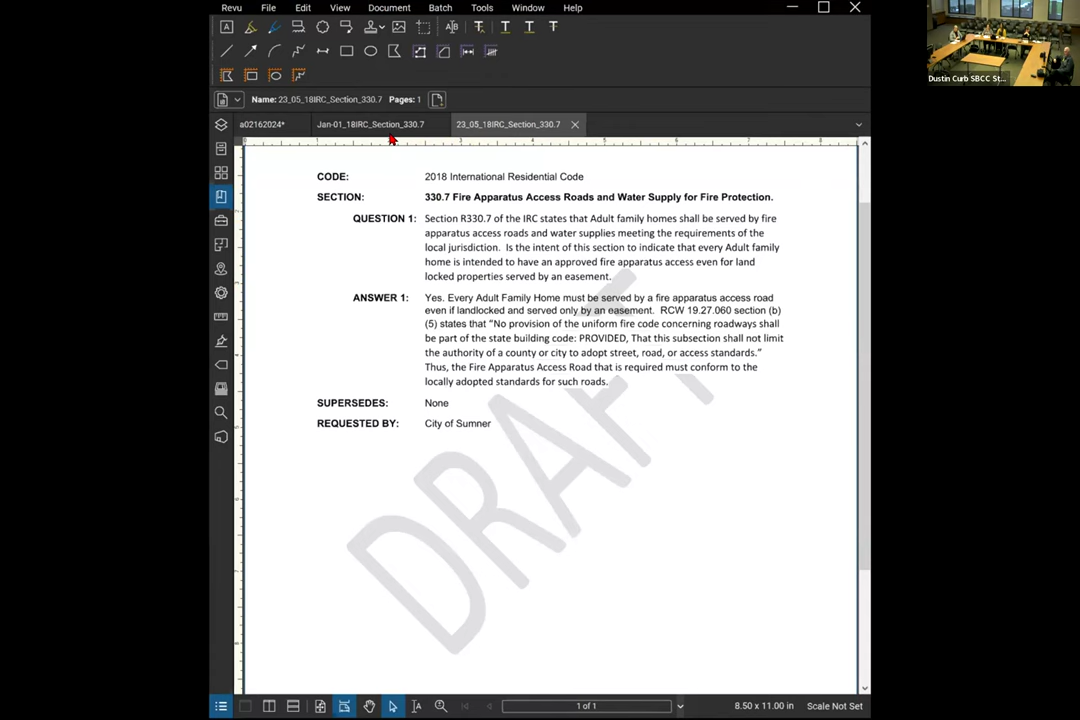 Revu File Edit View Document Batch Tools Window Help
Name: 23_05_18IRC_Section_330.7 Pages: 1
a02162024* Jan-01_18IRC_Section_330.7 23_05_18IRC_Section_330.7
CODE: 2018 International Residential Code
SECTION: 330.7 Fire Apparatus Access Roads and Water Supply for Fire Protection.
QUESTION 1: Section R330.7 of the IRC states that Adult family homes shall be served by fire
apparatus access roads and water supplies meeting the requirements of the
local jurisdiction. Is the intent of this section to indicate that every Adult family
home is intended to have an approved fire apparatus access even for land
locked properties served by an easement.
ANSWER 1: Yes. Every Adult Family Home must be served by a fire apparatus access road
even if landlocked and served only by an easement. RCW 19.27.060 section (b)
(5) states that “No provision of the uniform fire code concerning roadways shall
be part of the state building code: PROVIDED, That this subsection shall not limit
the authority of a county or city to adopt street, road, or access standards.”
Thus, the Fire Apparatus Access Road that is required must conform to the
locally adopted standards for such roads.
SUPERSEDES: None
REQUESTED BY: City of Sumner
DRAFT
1 of 1 8.50 x 11.00 in Scale Not Set
Dustin Curb SBCC St...